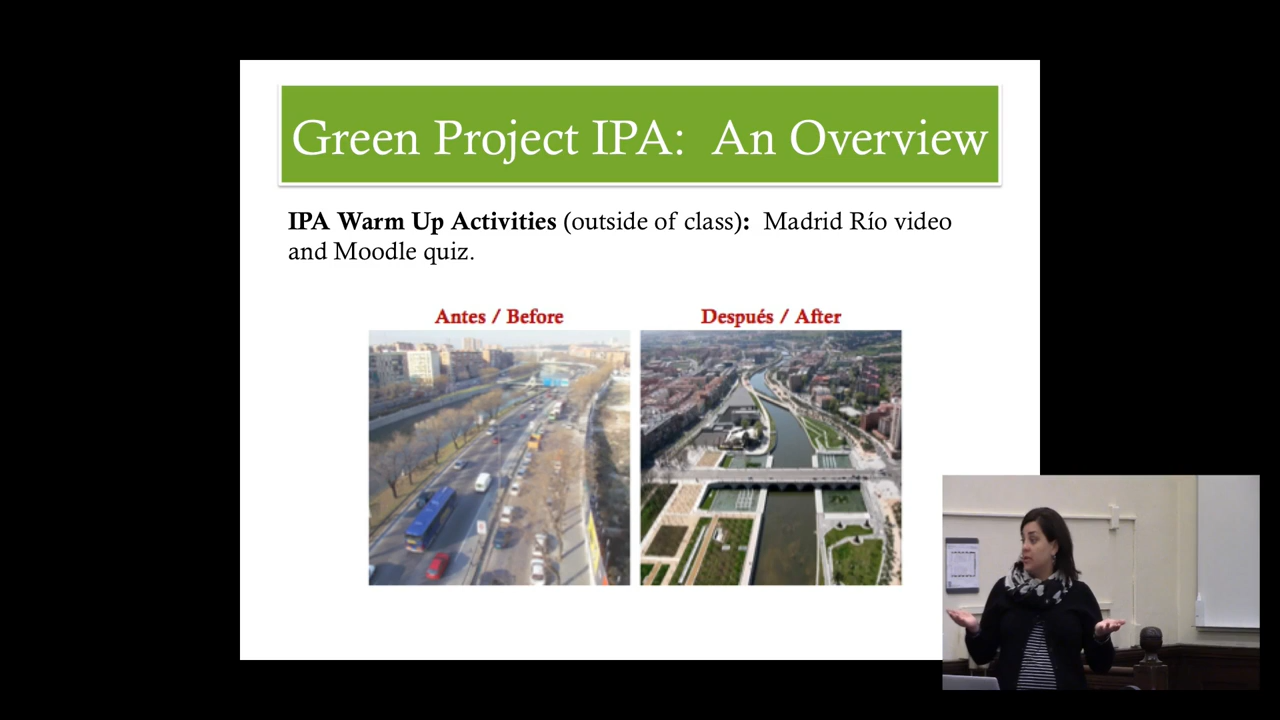 Green Project IPA:  An Overview
IPA Warm Up Activities (outside of class):  Madrid Río video
and Moodle quiz.
Antes / Before
Después / After